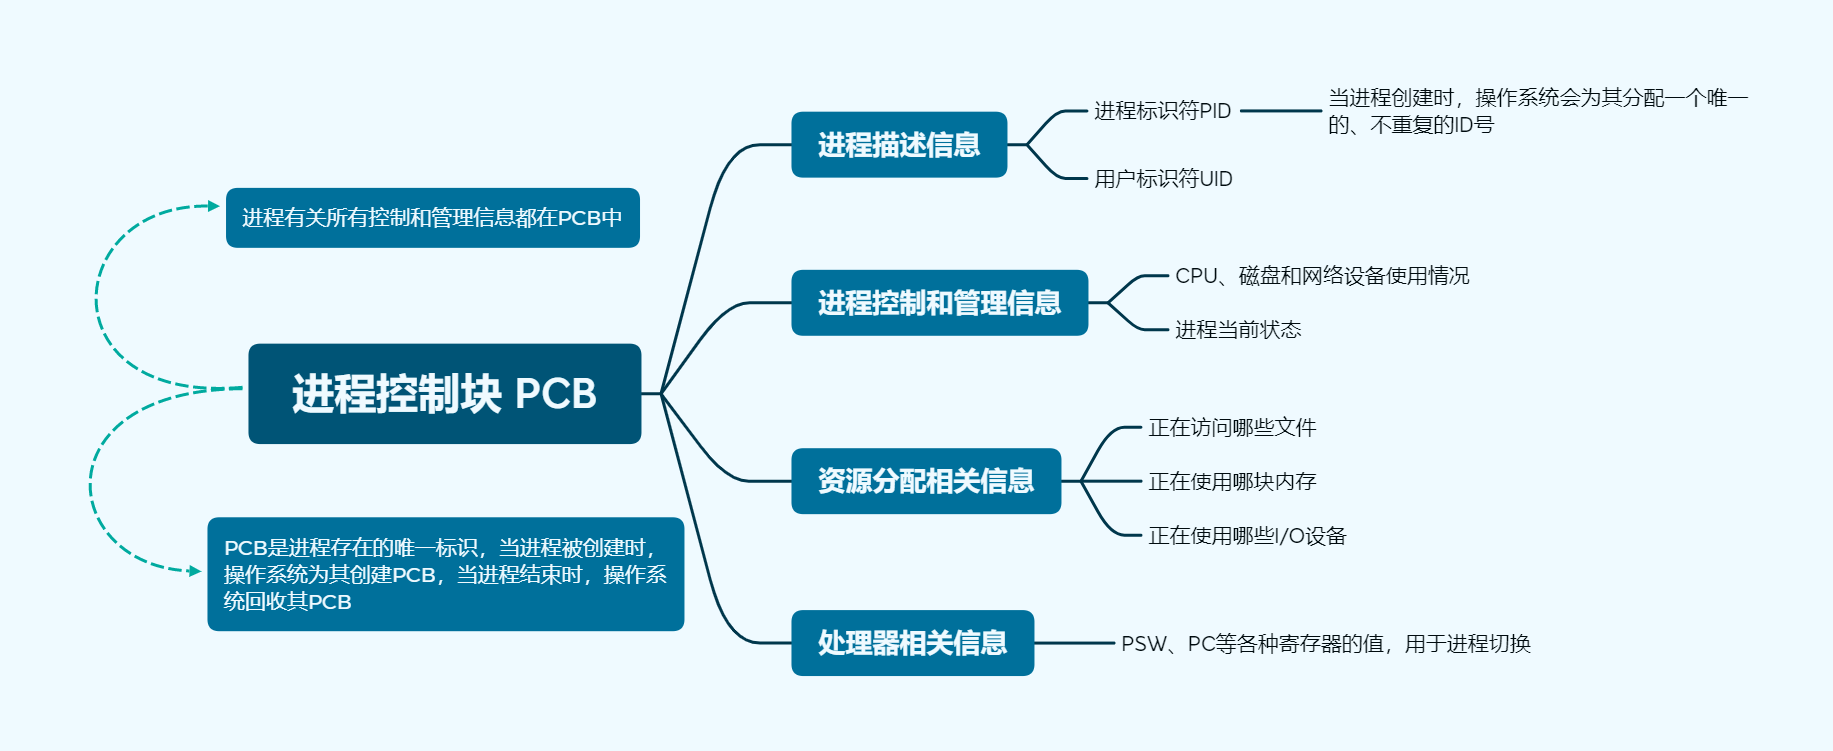 进程控制块 PCB
进程有关所有控制和管理信息都在PCB中
PCB是进程存在的唯一标识，当进程被创建时，
操作系统为其创建PCB，当进程结束时，操作系
统回收其PCB
进程描述信息
进程标识符PID
当进程创建时，操作系统会为其分配一个唯一
的、不重复的ID号
用户标识符UID
进程控制和管理信息
CPU、磁盘和网络设备使用情况
进程当前状态
资源分配相关信息
正在访问哪些文件
正在使用哪块内存
正在使用哪些I/O设备
处理器相关信息
PSW、PC等各种寄存器的值，用于进程切换